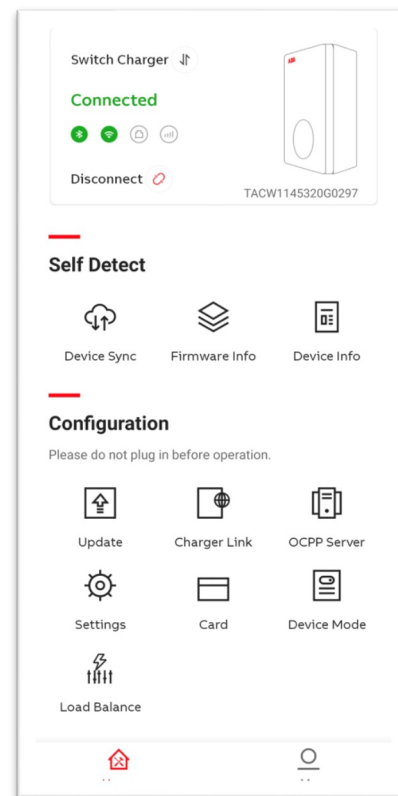 Switch Charger
Connected
ABB
Disconnect
TACW1145320G0297
Self Detect
Device Sync
Firmware Info
Device Info
Configuration
Please do not plug in before operation.
Update
Charger Link
OCPP Server
Settings
Card
Device Mode
Load Balance